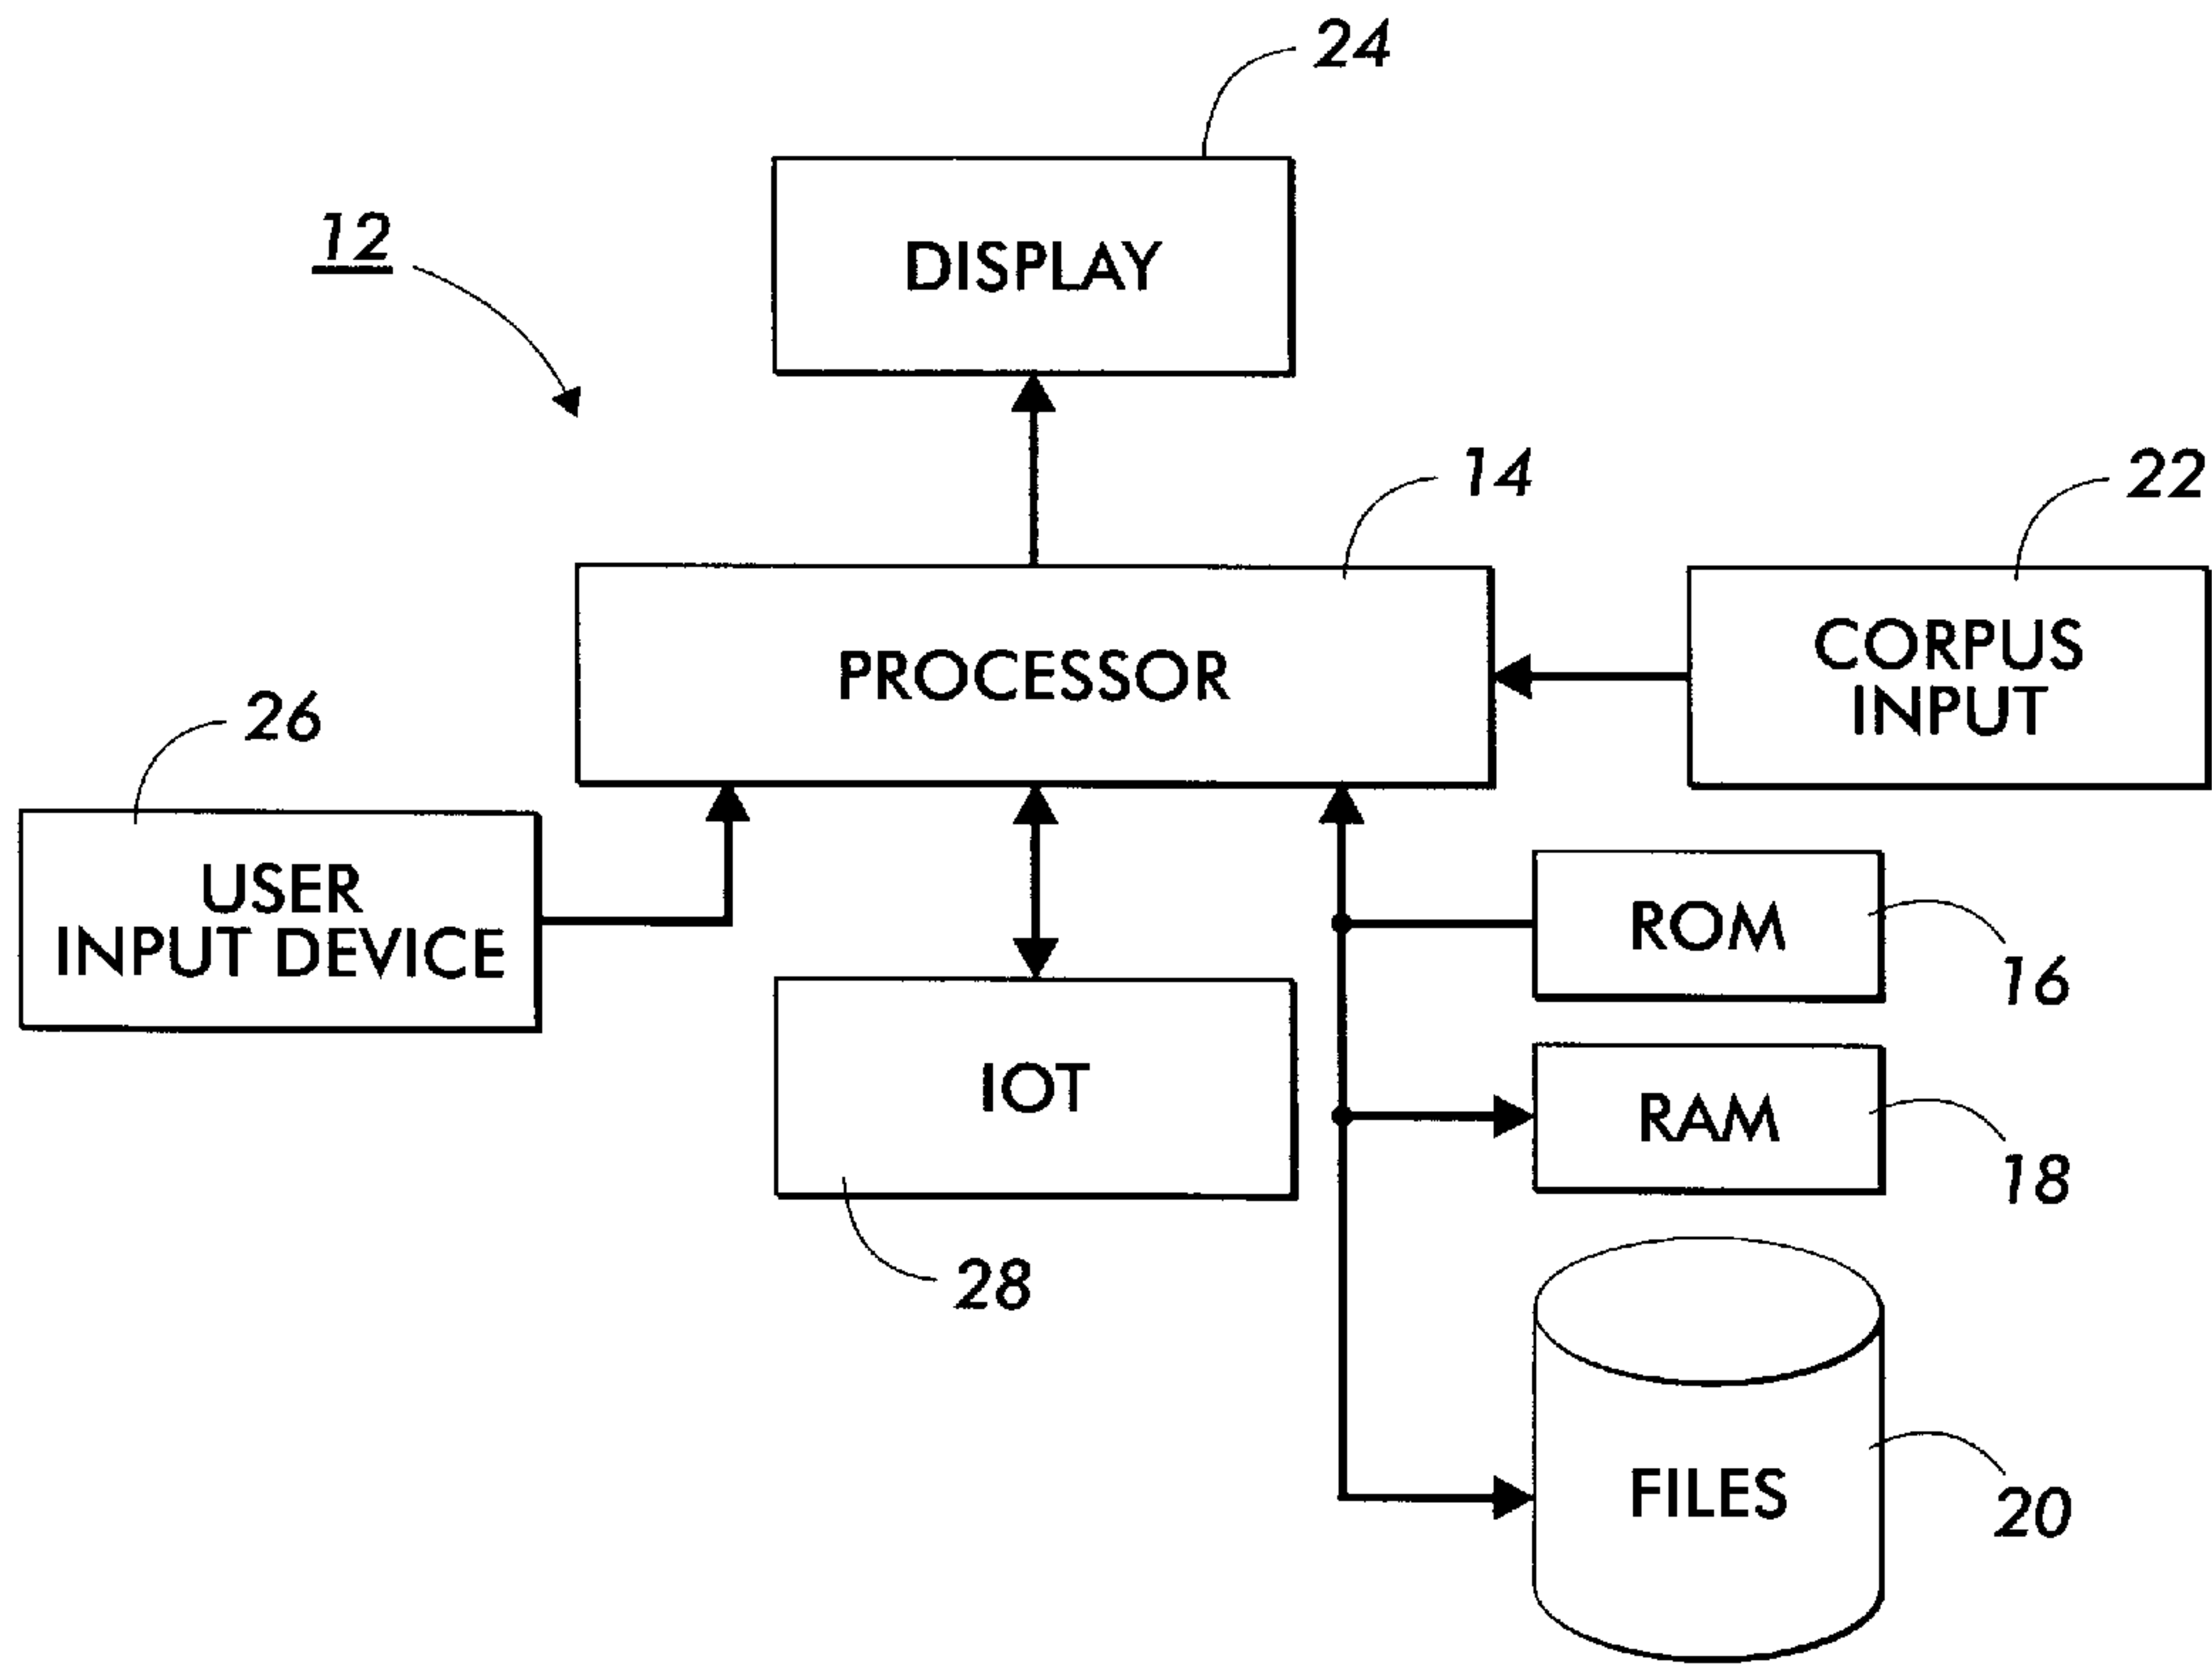 24
12
DISPLAY
14
22
PROCESSOR
CORPUS
INPUT
26
USER
INPUT DEVICE
ROM
16
IOT
RAM
18
28
FILES
20